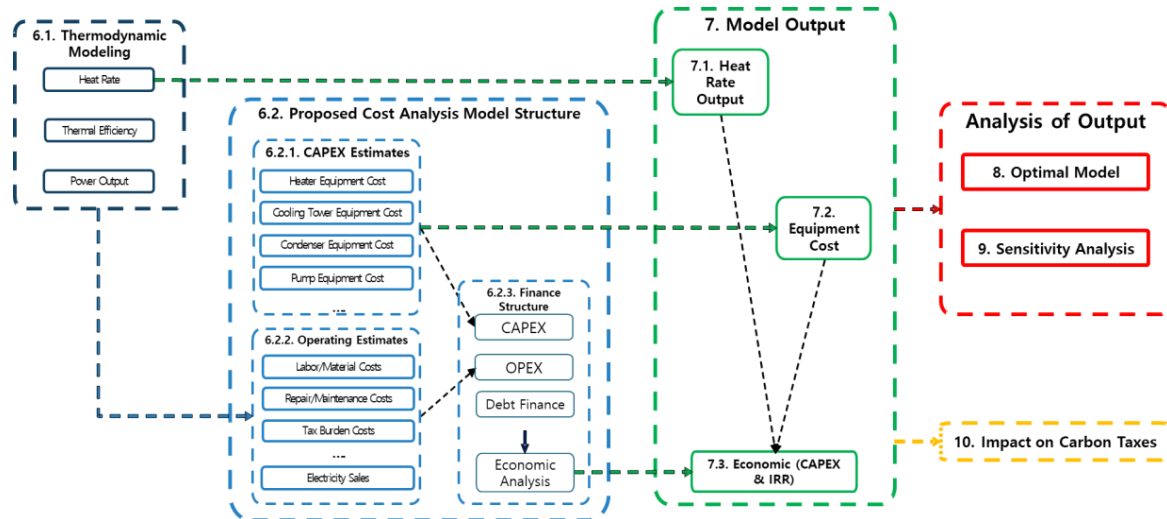 6.1. Thermodynamic
Modeling
Heat Rate
Thermal Efficiency
Power Output
6.2. Proposed Cost Analysis Model Structure
6.2.1. CAPEX Estimates
Heater Equipment Cost
Cooling Tower Equipment Cost
Condenser Equipment Cost
Pump Equipment Cost
....
6.2.2. Operating Estimates
Labor/Material Costs
Repair/Maintenance Costs
Tax Burden Costs
....
Electricity Sales
6.2.3. Finance
Structure
CAPEX
OPEX
Debt Finance
Economic
Analysis
7. Model Output
7.1. Heat
Rate
Output
7.2.
Equipment
Cost
7.3. Economic (CAPEX
& IRR)
Analysis of Output
8. Optimal Model
9. Sensitivity Analysis
10. Impact on Carbon Taxes